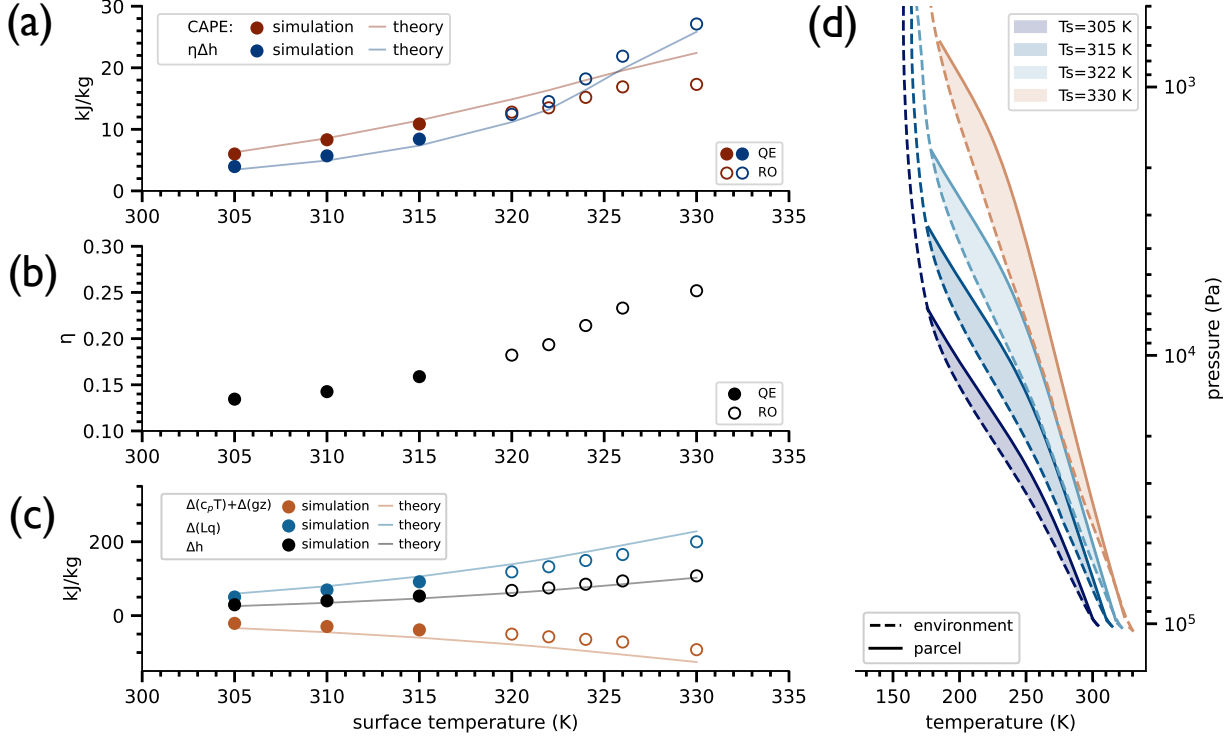 (a)
30
20
10
0
kJ/kg
CAPE: simulation theory
ηΔh simulation theory
QE
RO
300 305 310 315 320 325 330 335
(b)
0.30
0.25
0.20
0.15
0.10
η
QE
RO
300 305 310 315 320 325 330 335
(c)
200
0
kJ/kg
Δ(cpT)+Δ(gz) simulation theory
Δ(Lq) simulation theory
Δh simulation theory
300 305 310 315 320 325 330 335
surface temperature (K)
(d)
Ts=305 K
Ts=315 K
Ts=322 K
Ts=330 K
10³
10⁴
10⁵
pressure (Pa)
environment
parcel
150 200 250 300
temperature (K)